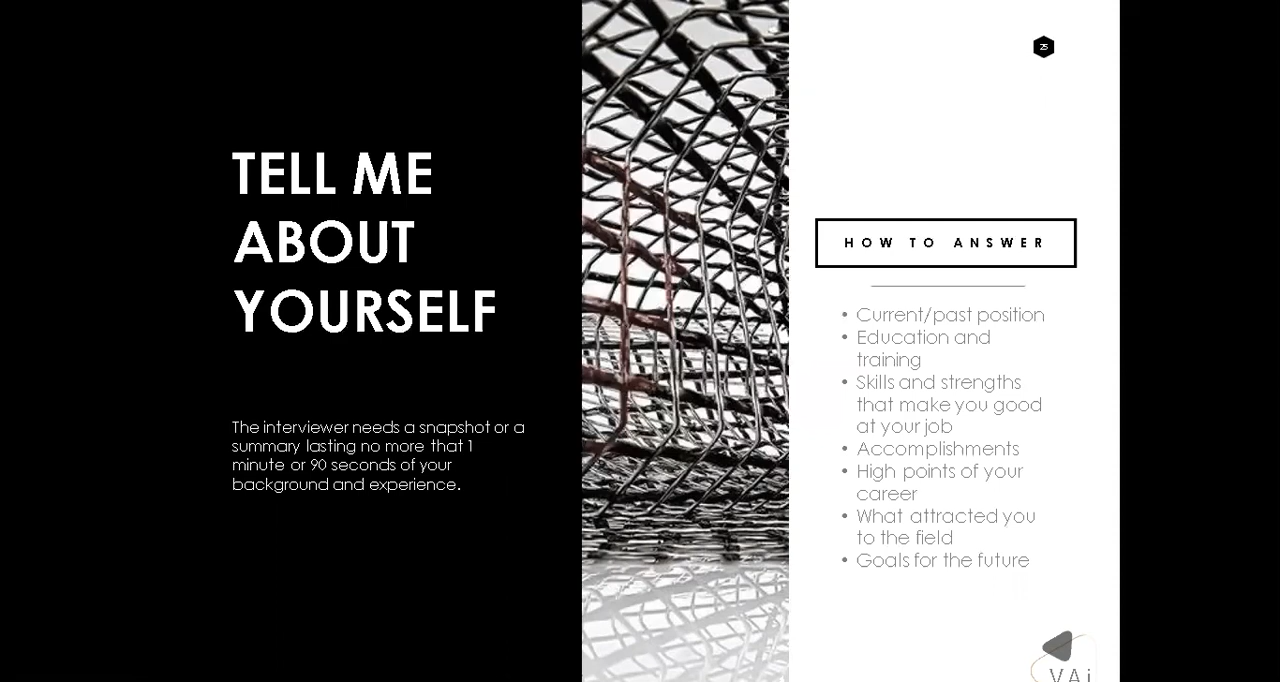 TELL ME
ABOUT
YOURSELF
The interviewer needs a snapshot or a
summary lasting no more that 1
minute or 90 seconds of your
background and experience.
25
HOW TO ANSWER
• Current/past position
• Education and
training
• Skills and strengths
that make you good
at your job
• Accomplishments
• High points of your
career
• What attracted you
to the field
• Goals for the future
VAi